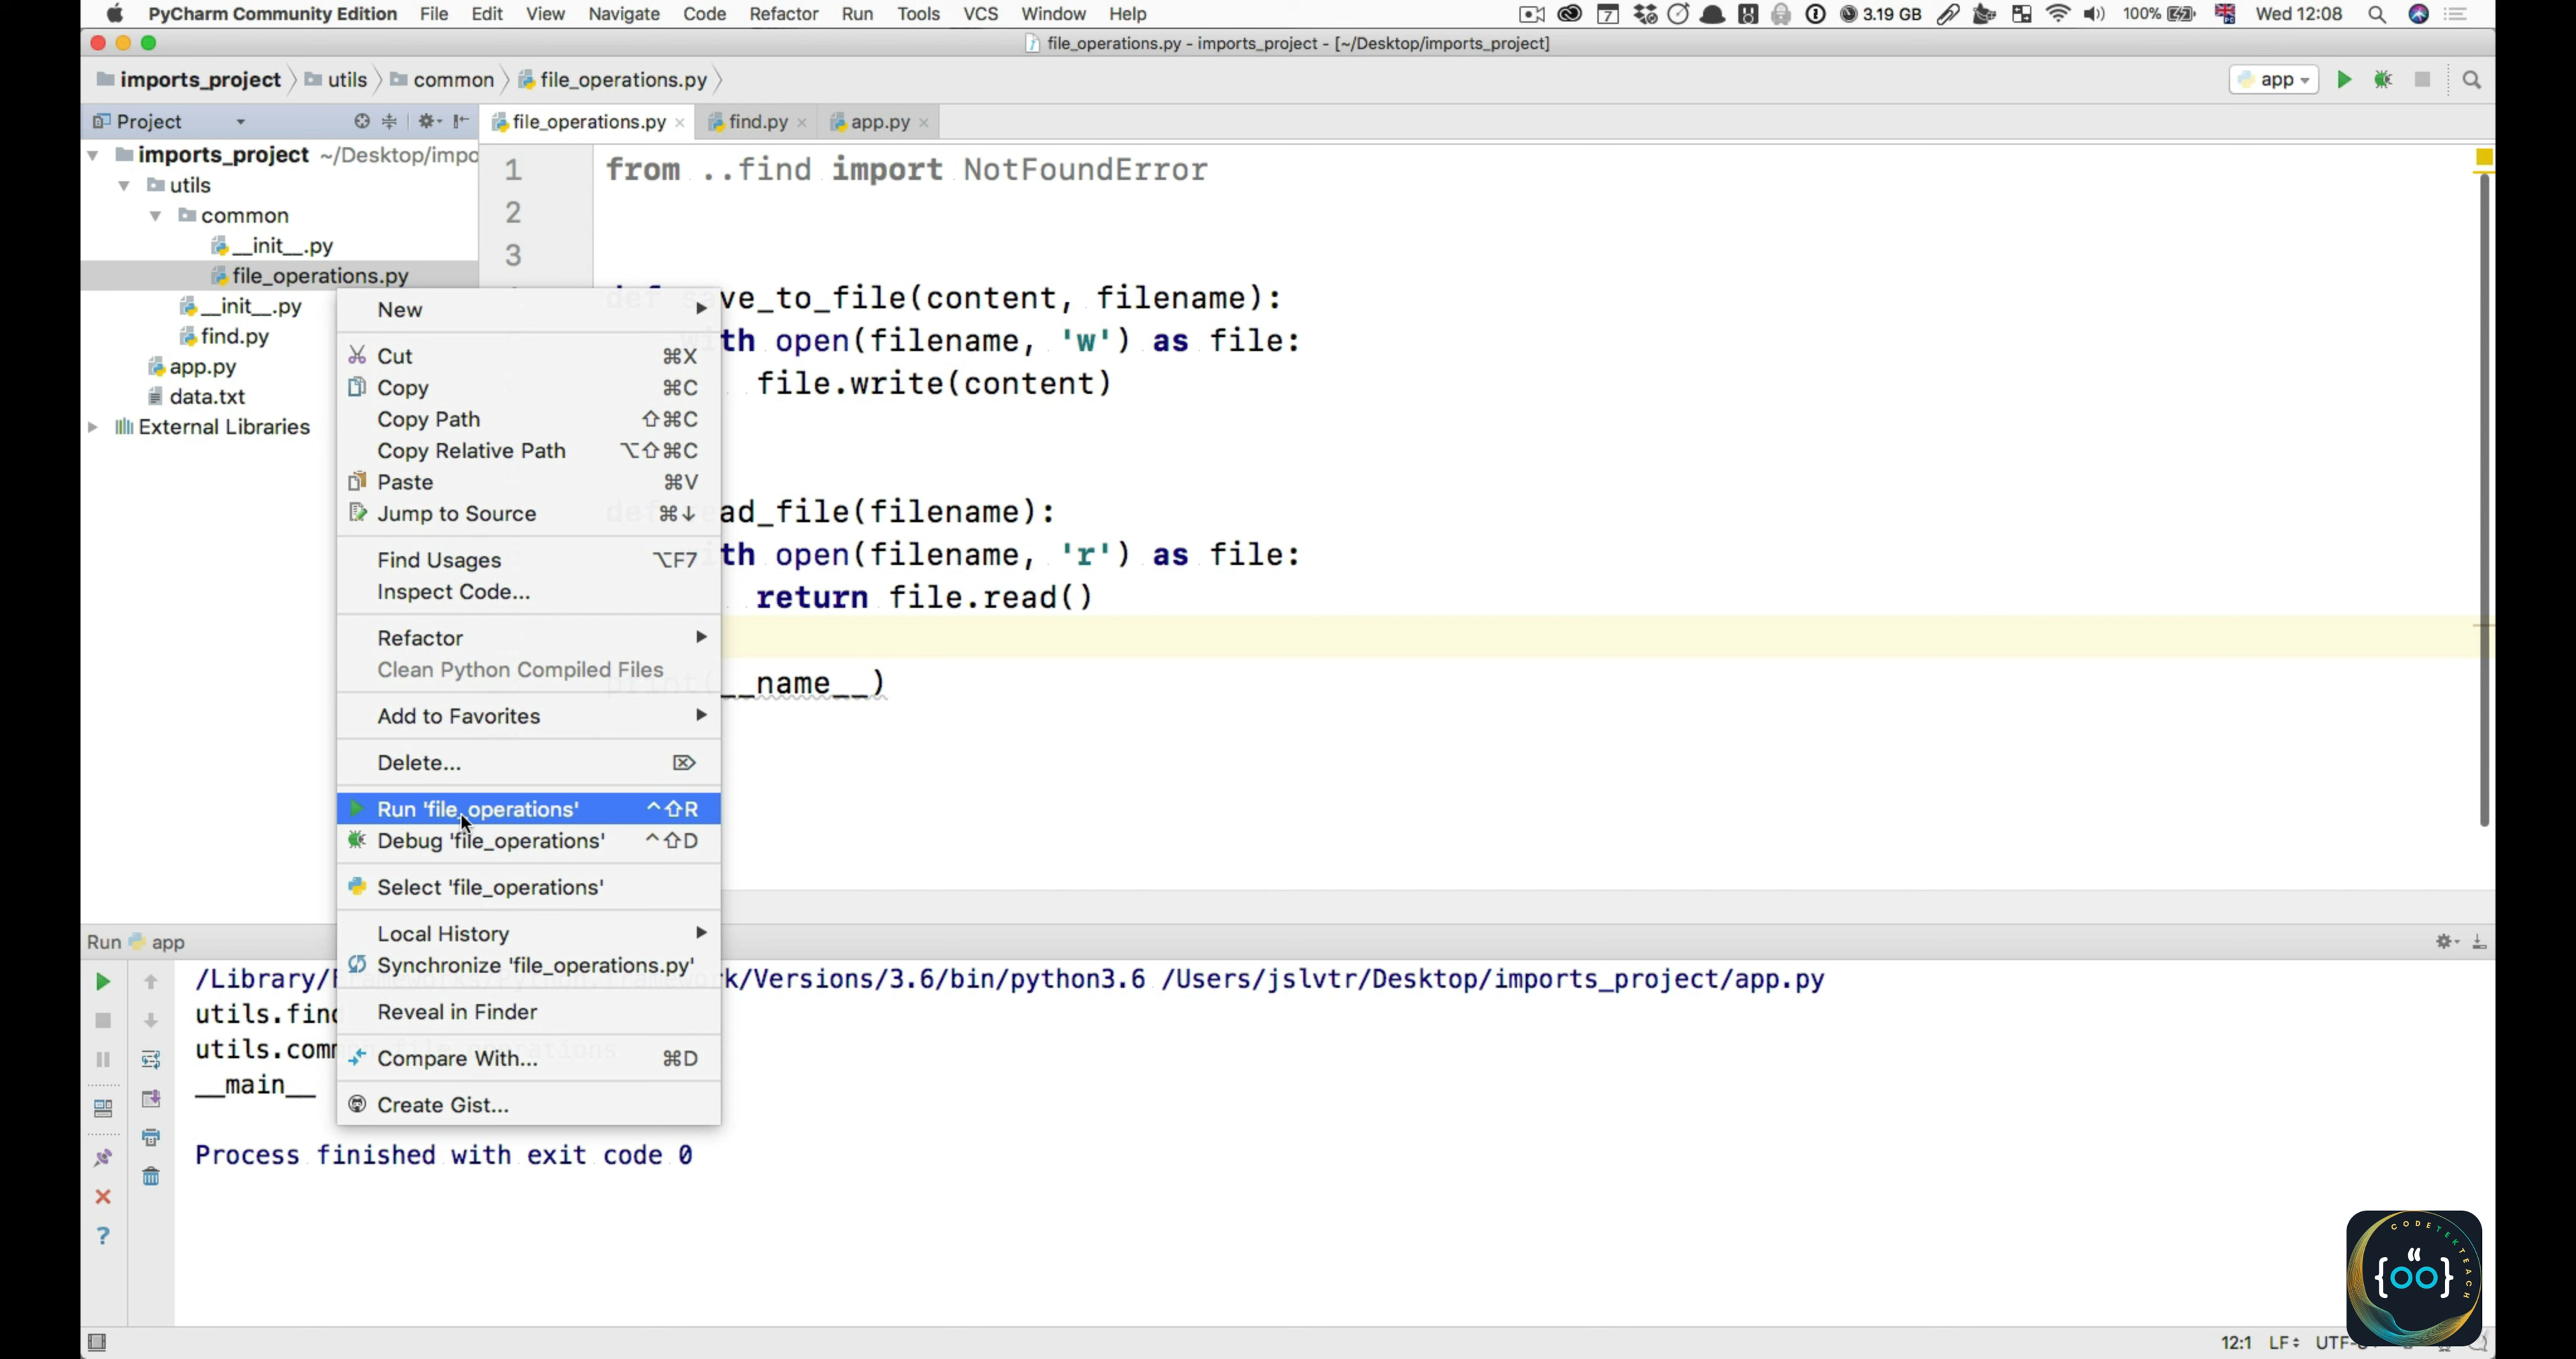 PyCharm Community Edition File Edit View Navigate Code Refactor Run Tools VCS Window Help 7 3.19 GB 100% Wed 12:08
file_operations.py - imports_project - [~/Desktop/imports_project]
imports_project utils common file_operations.py app
Project file_operations.py find.py app.py
imports_project ~/Desktop/impo
utils
common
__init__.py
file_operations.py
__init__.py
find.py
app.py
data.txt
External Libraries
1 from ..find import NotFoundError
2
3
ve_to_file(content, filename):
th open(filename, 'w') as file:
file.write(content)
ad_file(filename):
th open(filename, 'r') as file:
return file.read()
__name__)
New
Cut ⌘X
Copy ⌘C
Copy Path ⇧⌘C
Copy Relative Path ⌥⇧⌘C
Paste ⌘V
Jump to Source ⌘↓
Find Usages ⌥F7
Inspect Code...
Refactor
Clean Python Compiled Files
Add to Favorites
Delete... ⌦
Run 'file_operations' ^⇧R
Debug 'file_operations' ^⇧D
Select 'file_operations'
Local History
Synchronize 'file_operations.py'
Reveal in Finder
Compare With... ⌘D
Create Gist...
Run app
/Library/F k/Versions/3.6/bin/python3.6 /Users/jslvtr/Desktop/imports_project/app.py
utils.find
utils.comm
__main__
Process finished with exit code 0
CODETEKTEACH
12:1 LF UTF-